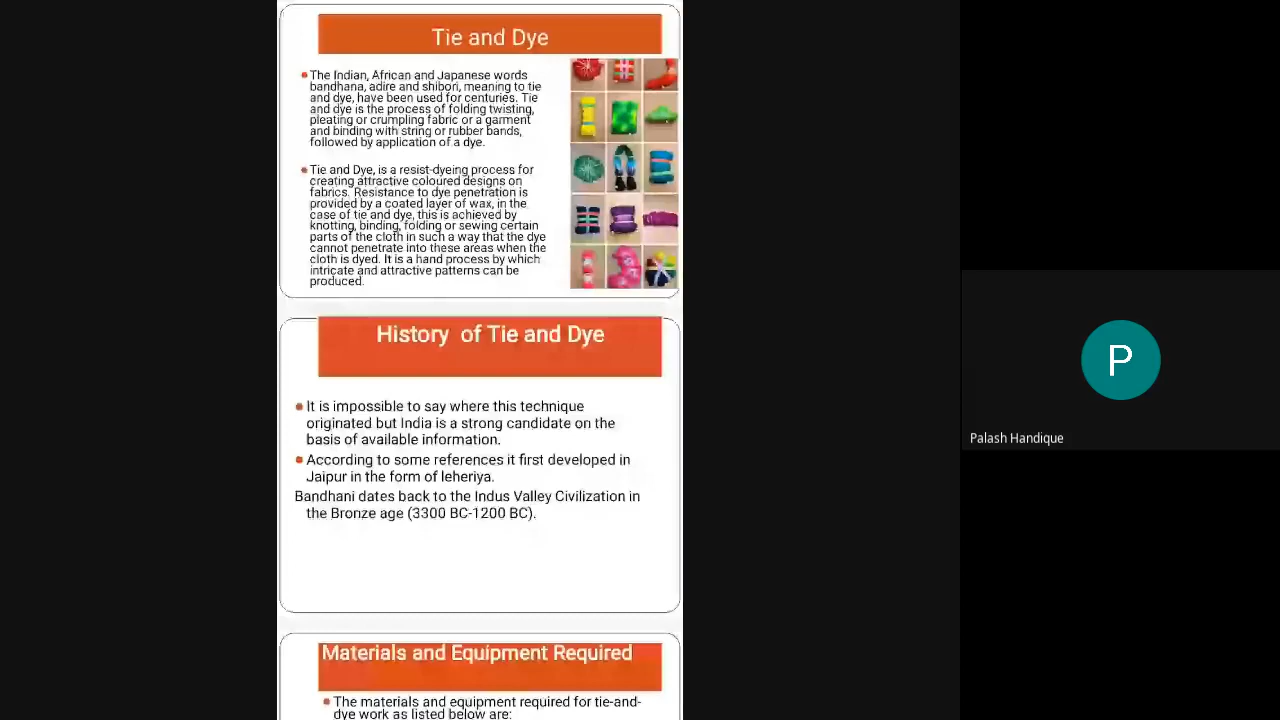 Tie and Dye
The Indian, African and Japanese words
bandhana, adire and shibori, meaning to tie
and dye, have been used for centuries. Tie
and dye is the process of folding twisting,
pleating or crumpling fabric or a garment
and binding with string or rubber bands,
followed by application of a dye.
Tie and Dye, is a resist-dyeing process for
creating attractive coloured designs on
fabrics. Resistance to dye penetration is
provided by a coated layer of wax, in the
case of tie and dye, this is achieved by
knotting, binding, folding or sewing certain
parts of the cloth in such a way that the dye
cannot penetrate into these areas when the
cloth is dyed. It is a hand process by which
intricate and attractive patterns can be
produced.
History of Tie and Dye
It is impossible to say where this technique
originated but India is a strong candidate on the
basis of available information.
According to some references it first developed in
Jaipur in the form of leheriya.
Bandhani dates back to the Indus Valley Civilization in
the Bronze age (3300 BC-1200 BC).
Materials and Equipment Required
The materials and equipment required for tie-and-
dye work as listed below are:
P
Palash Handique